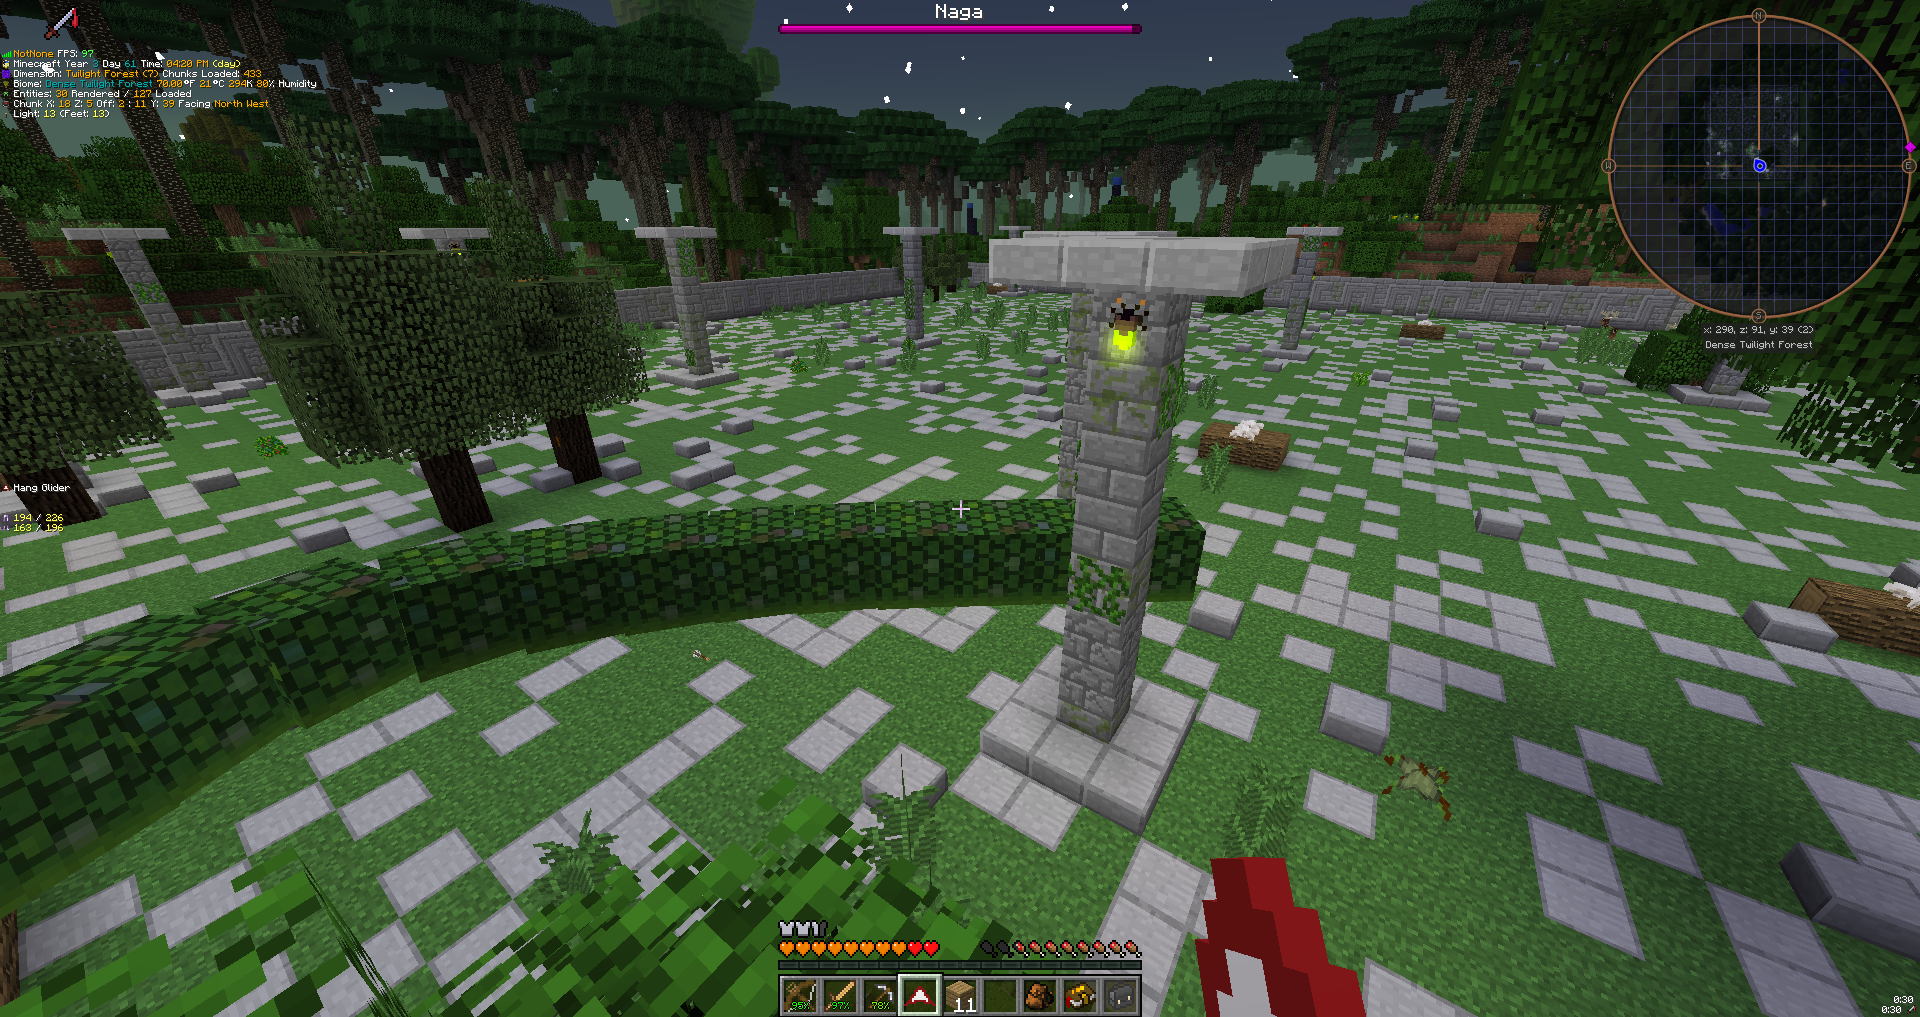 Naga
NotNone FPS: 97
Minecraft Year 3 Day 61 Time: 04:20 PM (day)
Dimension: Twilight Forest (7) Chunks Loaded: 433
Biome: Dense Twilight Forest 70.00°F 21°C 294K 80% Humidity
Entities: 30 Rendered / 127 Loaded
Chunk X: 18 Z: 5 Off: 2 : 11 Y: 39 Facing North West
Light: 13 (Feet: 13)
N
W
E
S
x: 290, z: 91, y: 39 (2)
Dense Twilight Forest
Hang Glider
194 / 226
163 / 196
95%
97%
78%
11
0:30
0:30